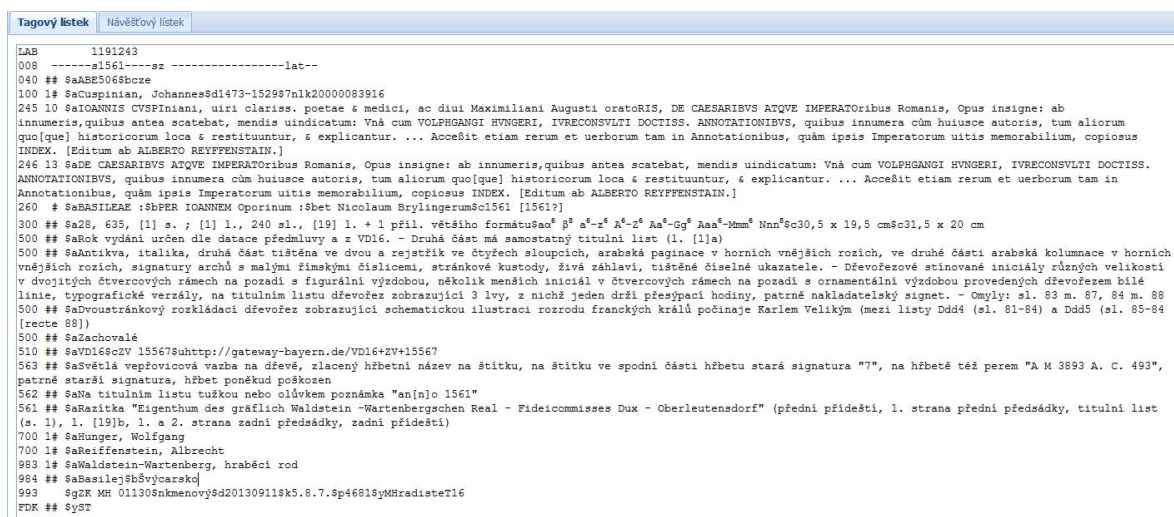 Tagový lístek Návěšťový lístek
LAB 1191243
008 ------s1561----sz -----------------lat--
040 ## $aABE506$bcze
100 1# $aCuspinian, Johannes$d1473-1529$7nlk20000083916
245 10 $aIOANNIS CVSPIniani, uiri clariss. poetae & medici, ac diui Maximiliani Augusti oratoRIS, DE CAESARIBVS ATQVE IMPERATOribus Romanis, Opus insigne: ab
innumeris,quibus antea scatebat, mendis uindicatum: Vnà cum VOLPHGANGI HVNGERI, IVRECONSVLTI DOCTISS. ANNOTATIONIBVS, quibus innumera cùm huiusce autoris, tum aliorum
quo[que] historicorum loca & restituuntur, & explicantur. ... Acceßit etiam rerum et uerborum tam in Annotationibus, quàm ipsis Imperatorum uitis memorabilium, copiosus
INDEX. [Editum ab ALBERTO REYFFENSTAIN.]
246 13 $aDE CAESARIBVS ATQVE IMPERATOribus Romanis, Opus insigne: ab innumeris,quibus antea scatebat, mendis uindicatum: Vnà cum VOLPHGANGI HVNGERI, IVRECONSVLTI DOCTISS.
ANNOTATIONIBVS, quibus innumera cùm huiusce autoris, tum aliorum quo[que] historicorum loca & restituuntur, & explicantur. ... Acceßit etiam rerum et uerborum tam in
Annotationibus, quàm ipsis Imperatorum uitis memorabilium, copiosus INDEX. [Editum ab ALBERTO REYFFENSTAIN.]
260 # $aBASILEAE :$bPER IOANNEM Oporinum :$bet Nicolaum Brylingerum$c1561 [1561?]
300 ## $a28, 635, [1] s. ; [1] l., 240 sl., [19] l. + 1 příl. většího formátu$aα⁶ β⁸ a⁶-z⁶ A⁶-Z⁶ Aa⁶-Gg⁶ Aaa⁶-Mmm⁶ Nnn⁸$c30,5 x 19,5 cm$c31,5 x 20 cm
500 ## $aRok vydání určen dle datace předmluvy a z VD16. - Druhá část má samostatný titulní list (l. [1]a)
500 ## $aAntikva, italika, druhá část tištěna ve dvou a rejstřík ve čtyřech sloupcích, arabská paginace v horních vnějších rozích, ve druhé části arabská kolumnace v horních
vnějších rozích, signatury archů s malými římskými číslicemi, stránkové kustody, živá záhlaví, tištěné číselné ukazatele. - Dřevořezové stínované iniciály různých velikostí
v dvojitých čtvercových rámech na pozadí s figurální výzdobou, několik menších iniciál v čtvercových rámech na pozadí s ornamentální výzdobou provedených dřevořezem bílé
linie, typografické verzály, na titulním listu dřevořez zobrazující 3 lvy, z nichž jeden drží přesýpací hodiny, patrně nakladatelský signet. - Omyly: sl. 83 m. 87, 84 m. 88
500 ## $aDvoustránkový rozkládací dřevořez zobrazující schematickou ilustraci rozrodu franckých králů počínaje Karlem Velikým (mezi listy Ddd4 (sl. 81-84) a Ddd5 (sl. 85-84
[recte 88])
500 ## $aZachovalé
510 ## $aVD16$cZV 15567$uhttp://gateway-bayern.de/VD16+ZV+15567
563 ## $aSvětlá vepřovicová vazba na dřevě, zlacený hřbetní název na štítku, na štítku ve spodní části hřbetu stará signatura "7", na hřbetě též perem "A M 3893 A. C. 493",
patrně starší signatura, hřbet poněkud poškozen
562 ## $aNa titulním listu tužkou nebo olůvkem poznámka "an[n]o 1561"
561 ## $aRazítka "Eigenthum des gräflich Waldstein -Wartenbergschen Real - Fideicommisses Dux - Oberleutensdorf" (přední přídeští, 1. strana přední předsádky, titulní list
(s. 1), l. [19]b, 1. a 2. strana zadní předsádky, zadní přídeští)
700 1# $aHunger, Wolfgang
700 1# $aReiffenstein, Albrecht
983 1# $aWaldstein-Wartenberg, hraběcí rod
984 ## $aBasilej$bŠvýcarsko
993 $gZK MH 01130$nkmenový$d20130911$k5.8.7.$p4681$yMHradisteT16
FDK ## $yST